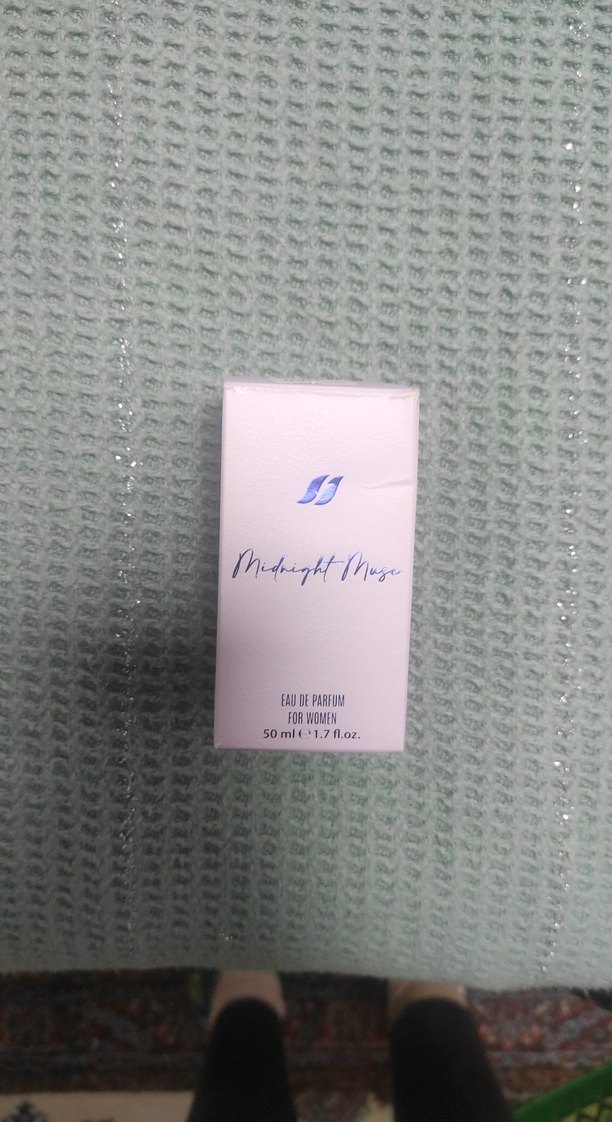 Midnight Muse
EAU DE PARFUM
FOR WOMEN
50 ml ℮ 1.7 fl.oz.